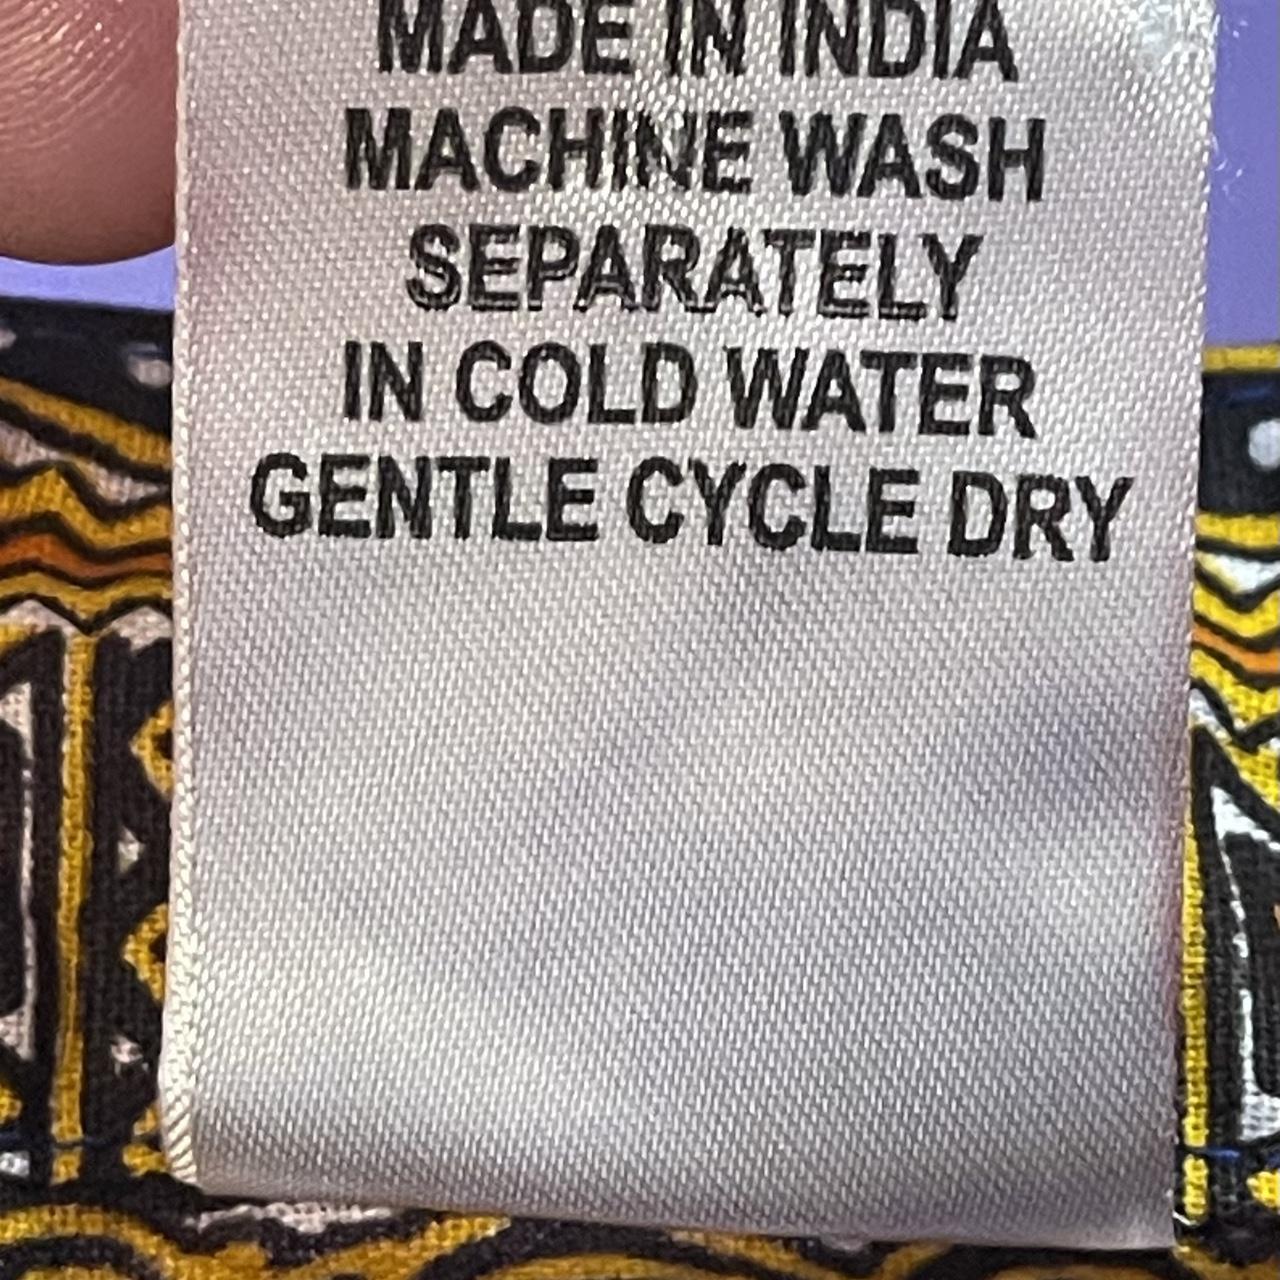 MADE IN INDIA
MACHINE WASH
SEPARATELY
IN COLD WATER
GENTLE CYCLE DRY